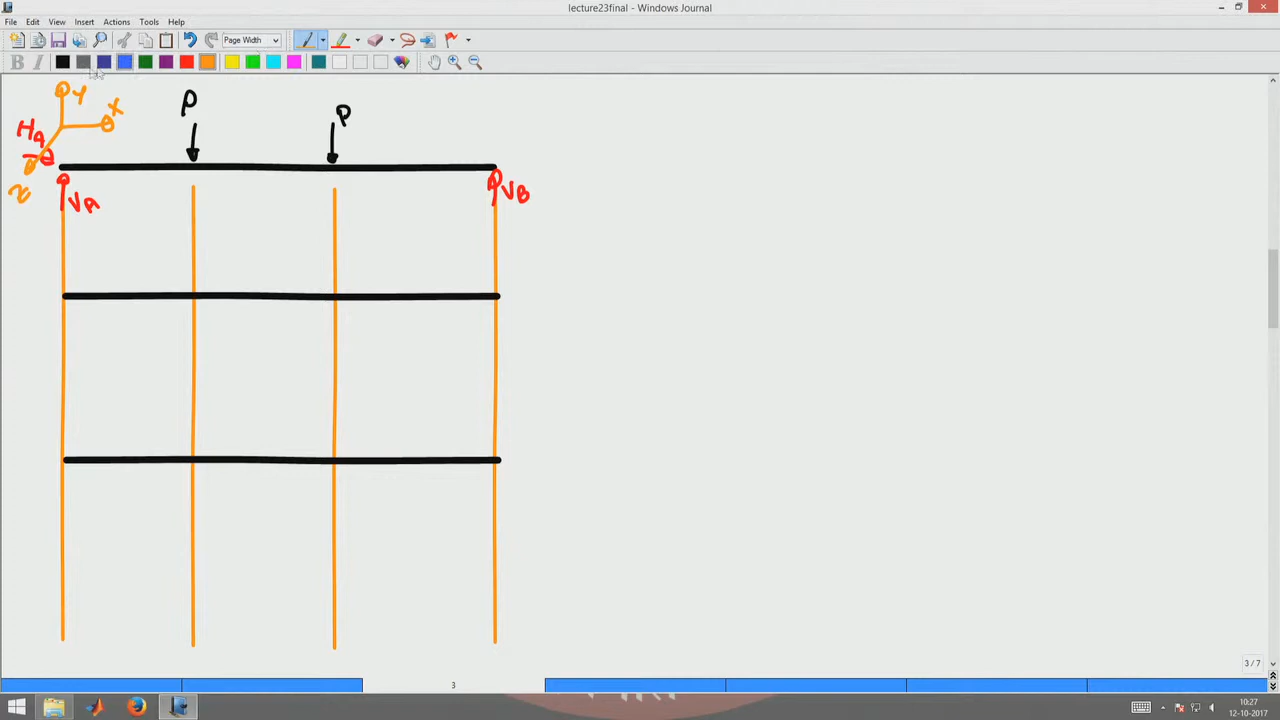 lecture23final - Windows Journal
File Edit View Insert Actions Tools Help
Page Width
B I
Y
X
P
P
HA
z
VA
VB
3 / 7
3
10:27
12-10-2017